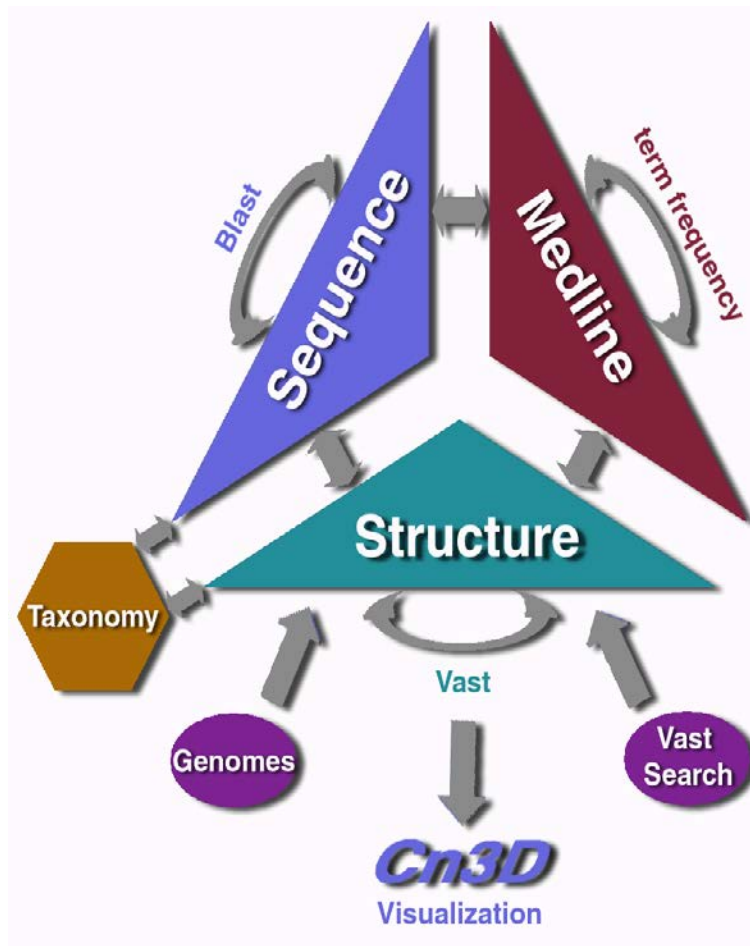 Blast
Sequence
Medline
term frequency
Structure
Taxonomy
Vast
Genomes
Vast
Search
Cn3D
Visualization